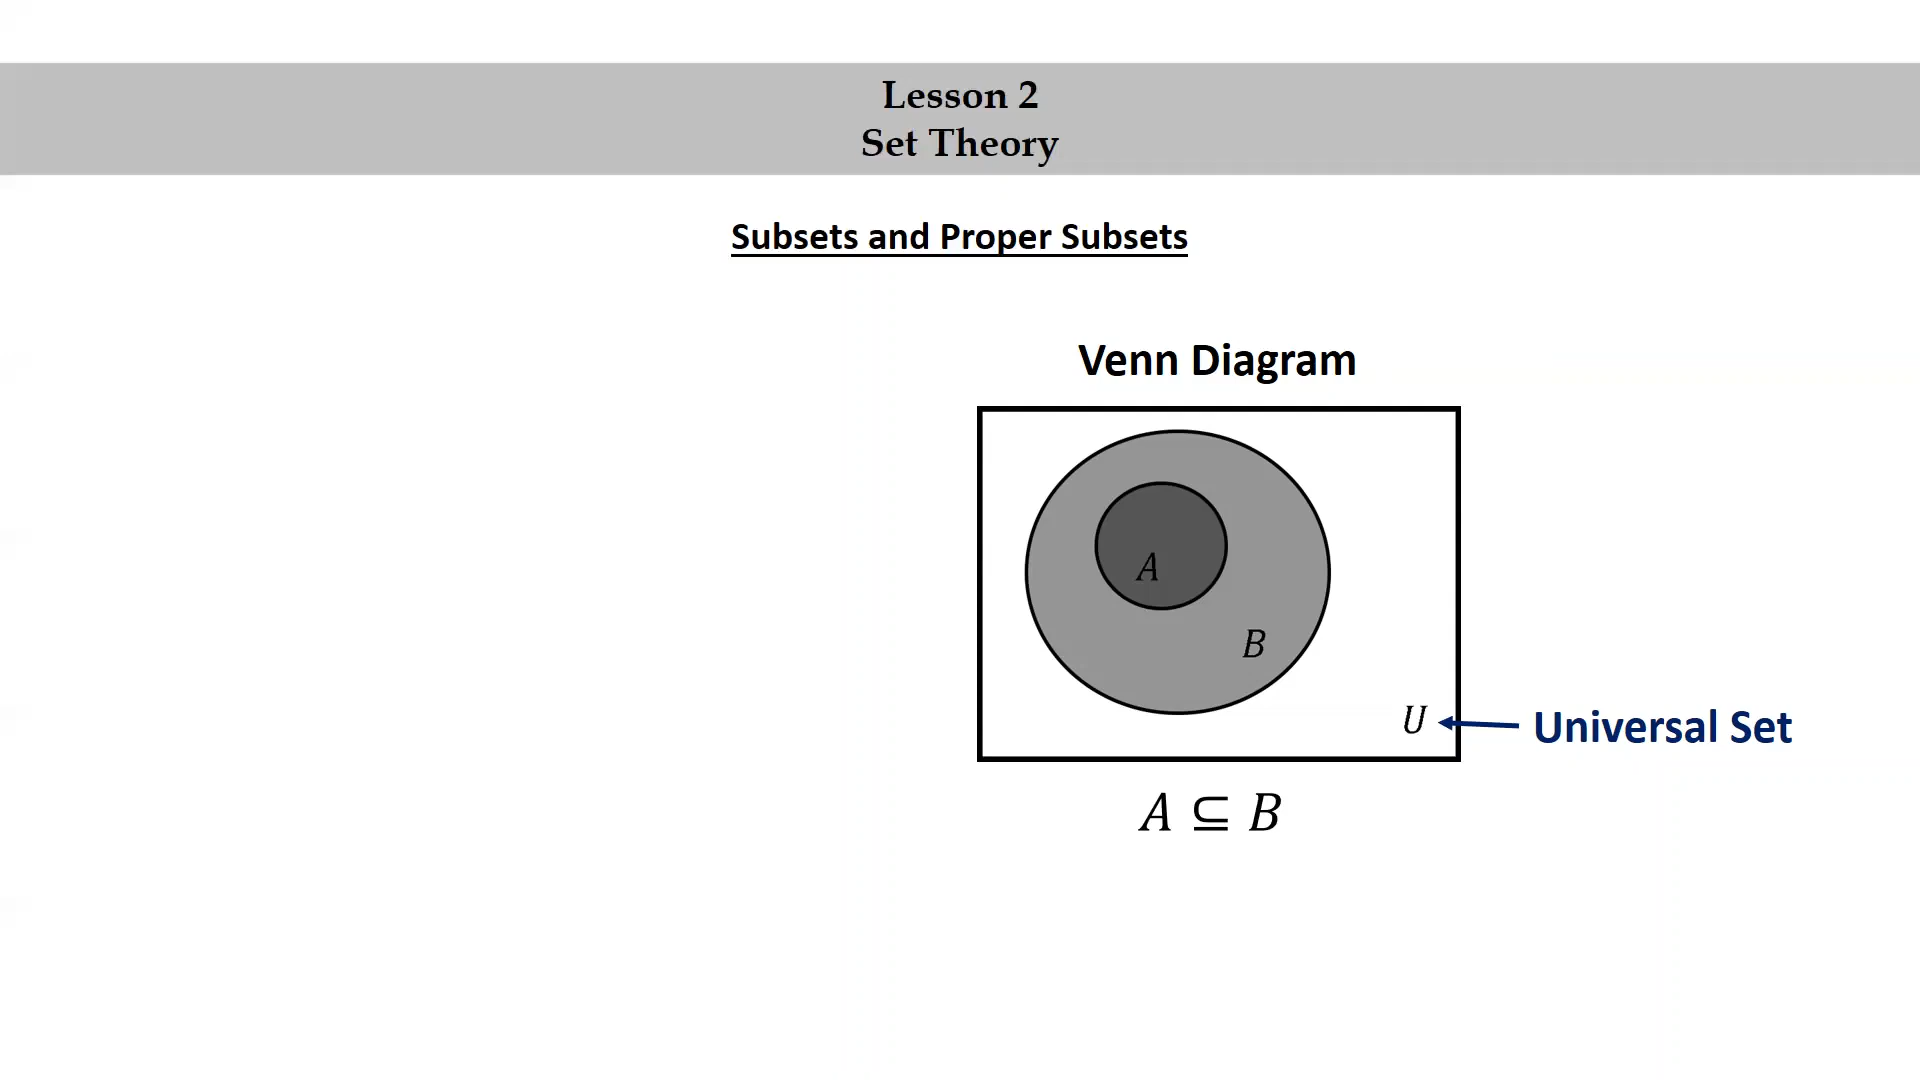 Lesson 2
Set Theory
Subsets and Proper Subsets
Venn Diagram
A
B
U
Universal Set
A ⊆ B